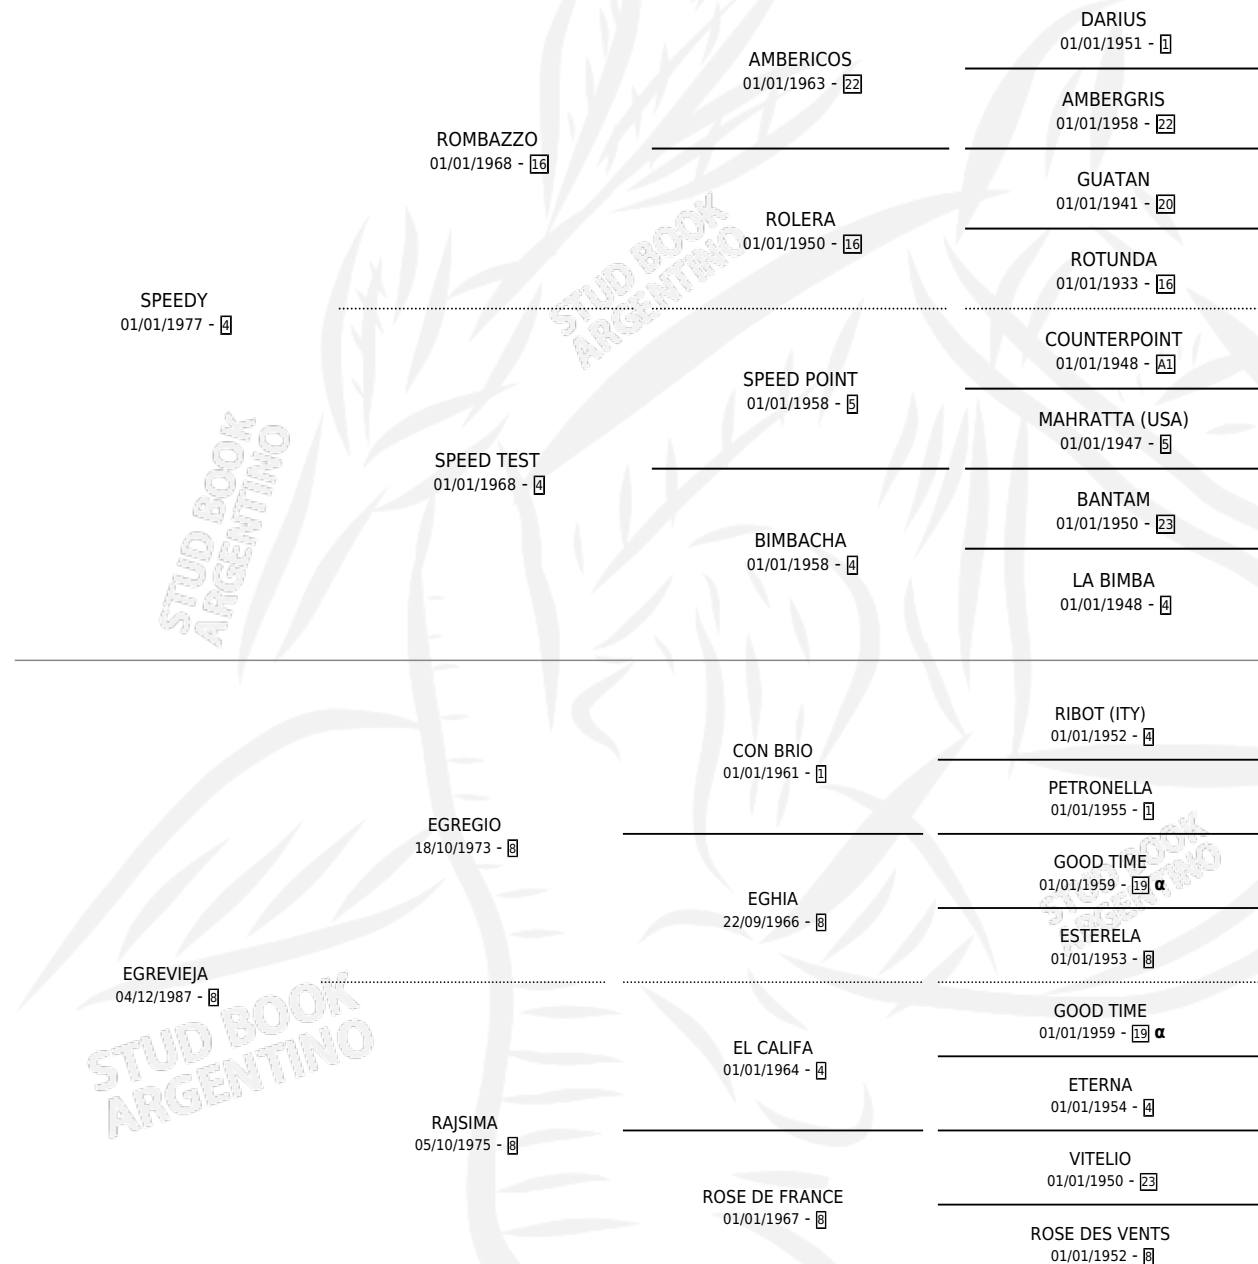 DARIUS
01/01/1951 - 1
AMBERICOS
01/01/1963 - 22
AMBERGRIS
01/01/1958 - 22
ROMBAZZO
01/01/1968 - 16
GUATAN
01/01/1941 - 20
ROLERA
01/01/1950 - 16
ROTUNDA
01/01/1933 - 16
SPEEDY
01/01/1977 - 4
COUNTERPOINT
01/01/1948 - A1
SPEED POINT
01/01/1958 - 5
MAHRATTA (USA)
01/01/1947 - 5
SPEED TEST
01/01/1968 - 4
BANTAM
01/01/1950 - 23
BIMBACHA
01/01/1958 - 4
LA BIMBA
01/01/1948 - 4
RIBOT (ITY)
01/01/1952 - 4
CON BRIO
01/01/1961 - 1
PETRONELLA
01/01/1955 - 1
EGREGIO
18/10/1973 - 8
GOOD TIME
01/01/1959 - 19 α
EGHIA
22/09/1966 - 8
ESTERELA
01/01/1953 - 8
EGREVIEJA
04/12/1987 - 8
GOOD TIME
01/01/1959 - 19 α
EL CALIFA
01/01/1964 - 4
ETERNA
01/01/1954 - 4
RAJSIMA
05/10/1975 - 8
VITELIO
01/01/1950 - 23
ROSE DE FRANCE
01/01/1967 - 8
ROSE DES VENTS
01/01/1952 - 8
STUD BOOK
ARGENTINO
STUD BOOK
ARGENTINO
STUD BOOK
ARGENTINO
STUD BOOK
ARGENTINO